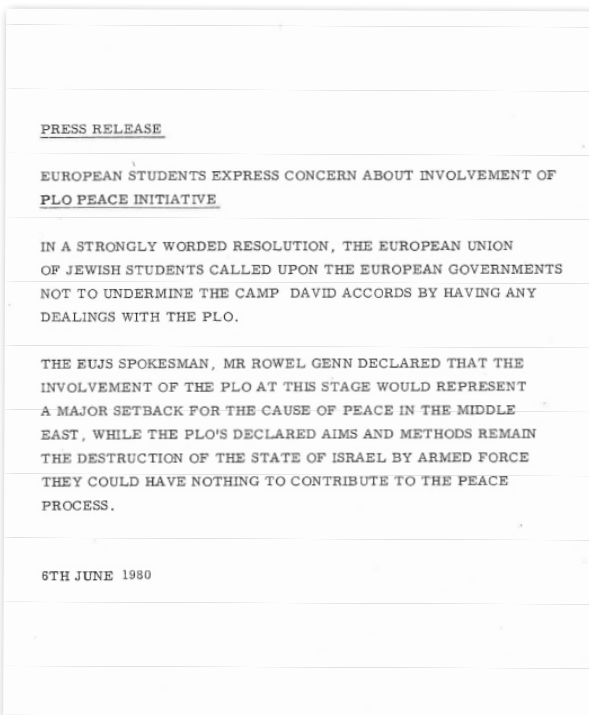 PRESS RELEASE
EUROPEAN STUDENTS EXPRESS CONCERN ABOUT INVOLVEMENT OF
PLO PEACE INITIATIVE
IN A STRONGLY WORDED RESOLUTION, THE EUROPEAN UNION
OF JEWISH STUDENTS CALLED UPON THE EUROPEAN GOVERNMENTS
NOT TO UNDERMINE THE CAMP DAVID ACCORDS BY HAVING ANY
DEALINGS WITH THE PLO.
THE EUJS SPOKESMAN, MR ROWEL GENN DECLARED THAT THE
INVOLVEMENT OF THE PLO AT THIS STAGE WOULD REPRESENT
A MAJOR SETBACK FOR THE CAUSE OF PEACE IN THE MIDDLE
EAST, WHILE THE PLO'S DECLARED AIMS AND METHODS REMAIN
THE DESTRUCTION OF THE STATE OF ISRAEL BY ARMED FORCE
THEY COULD HAVE NOTHING TO CONTRIBUTE TO THE PEACE
PROCESS.
6TH JUNE 1980